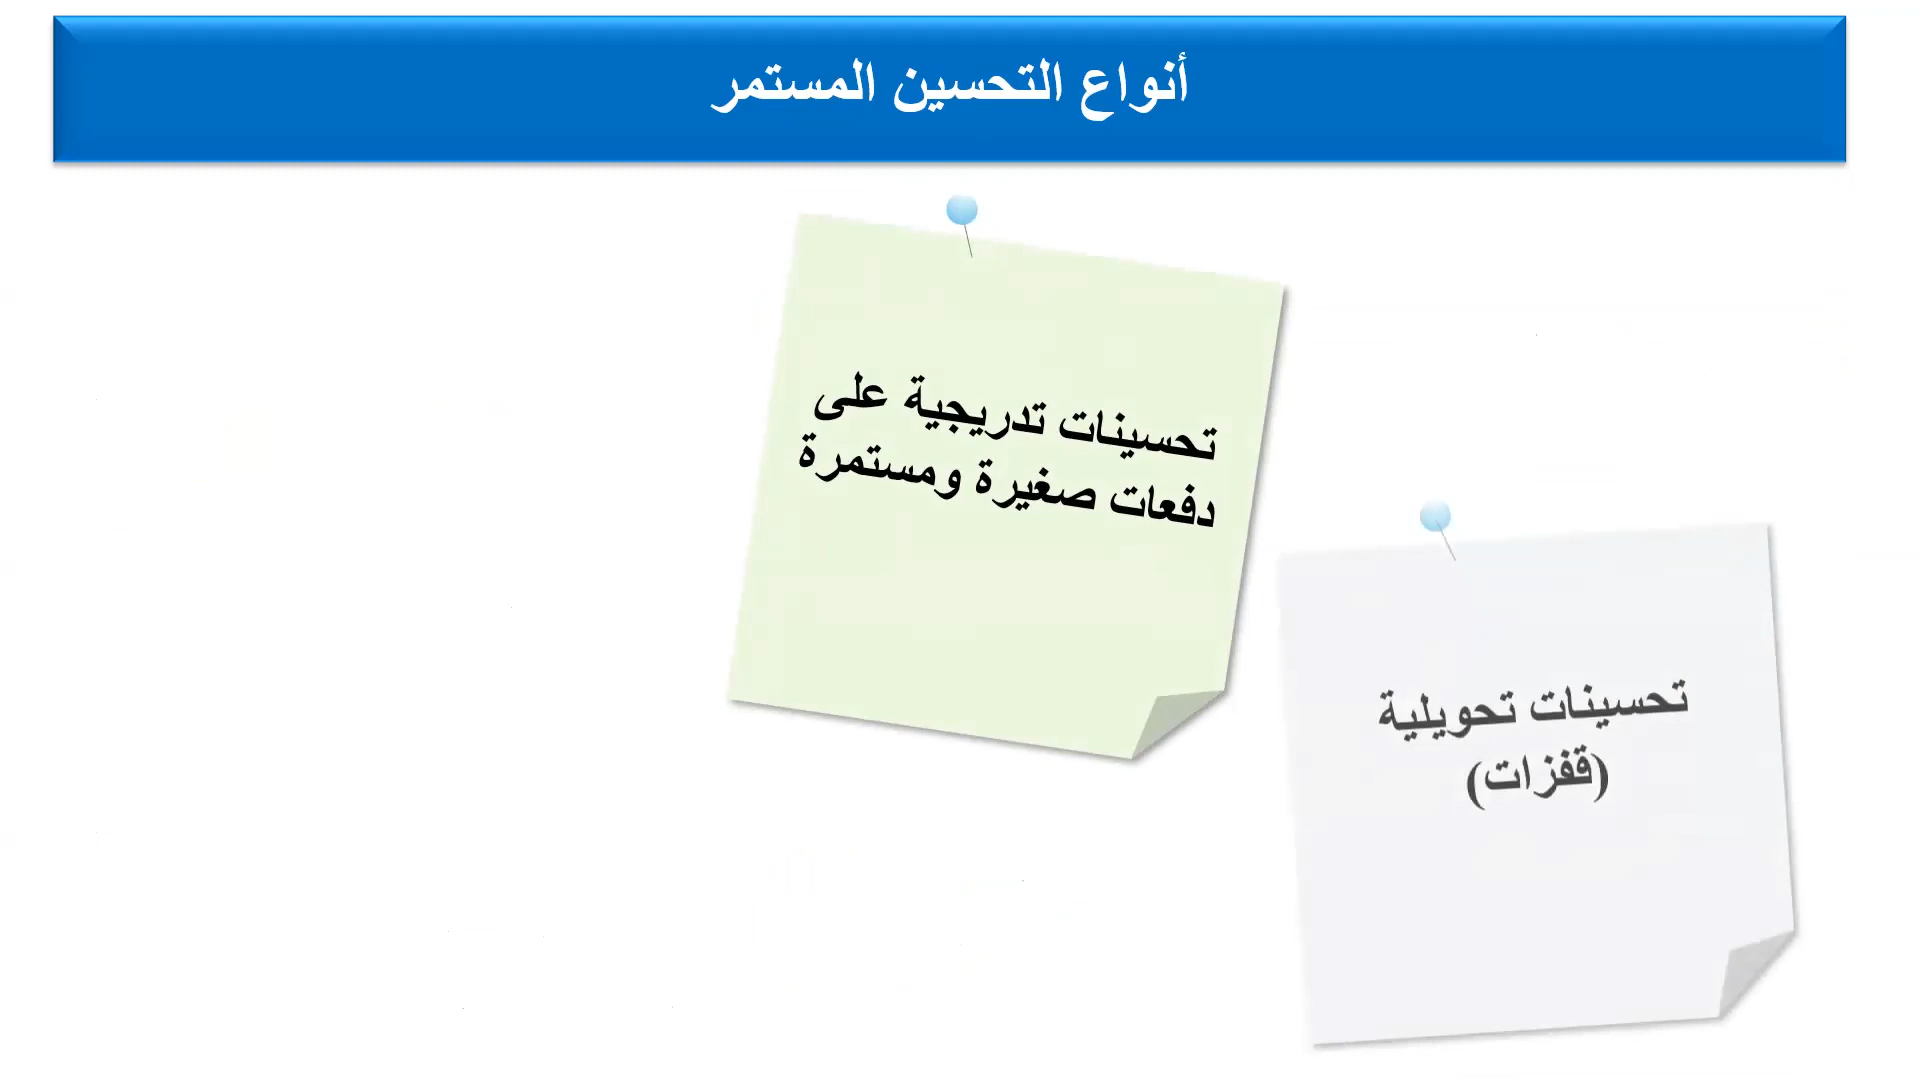 أنواع التحسين المستمر
تحسينات تدريجية على
دفعات صغيرة ومستمرة
تحسينات تحويلية
(قفزات)